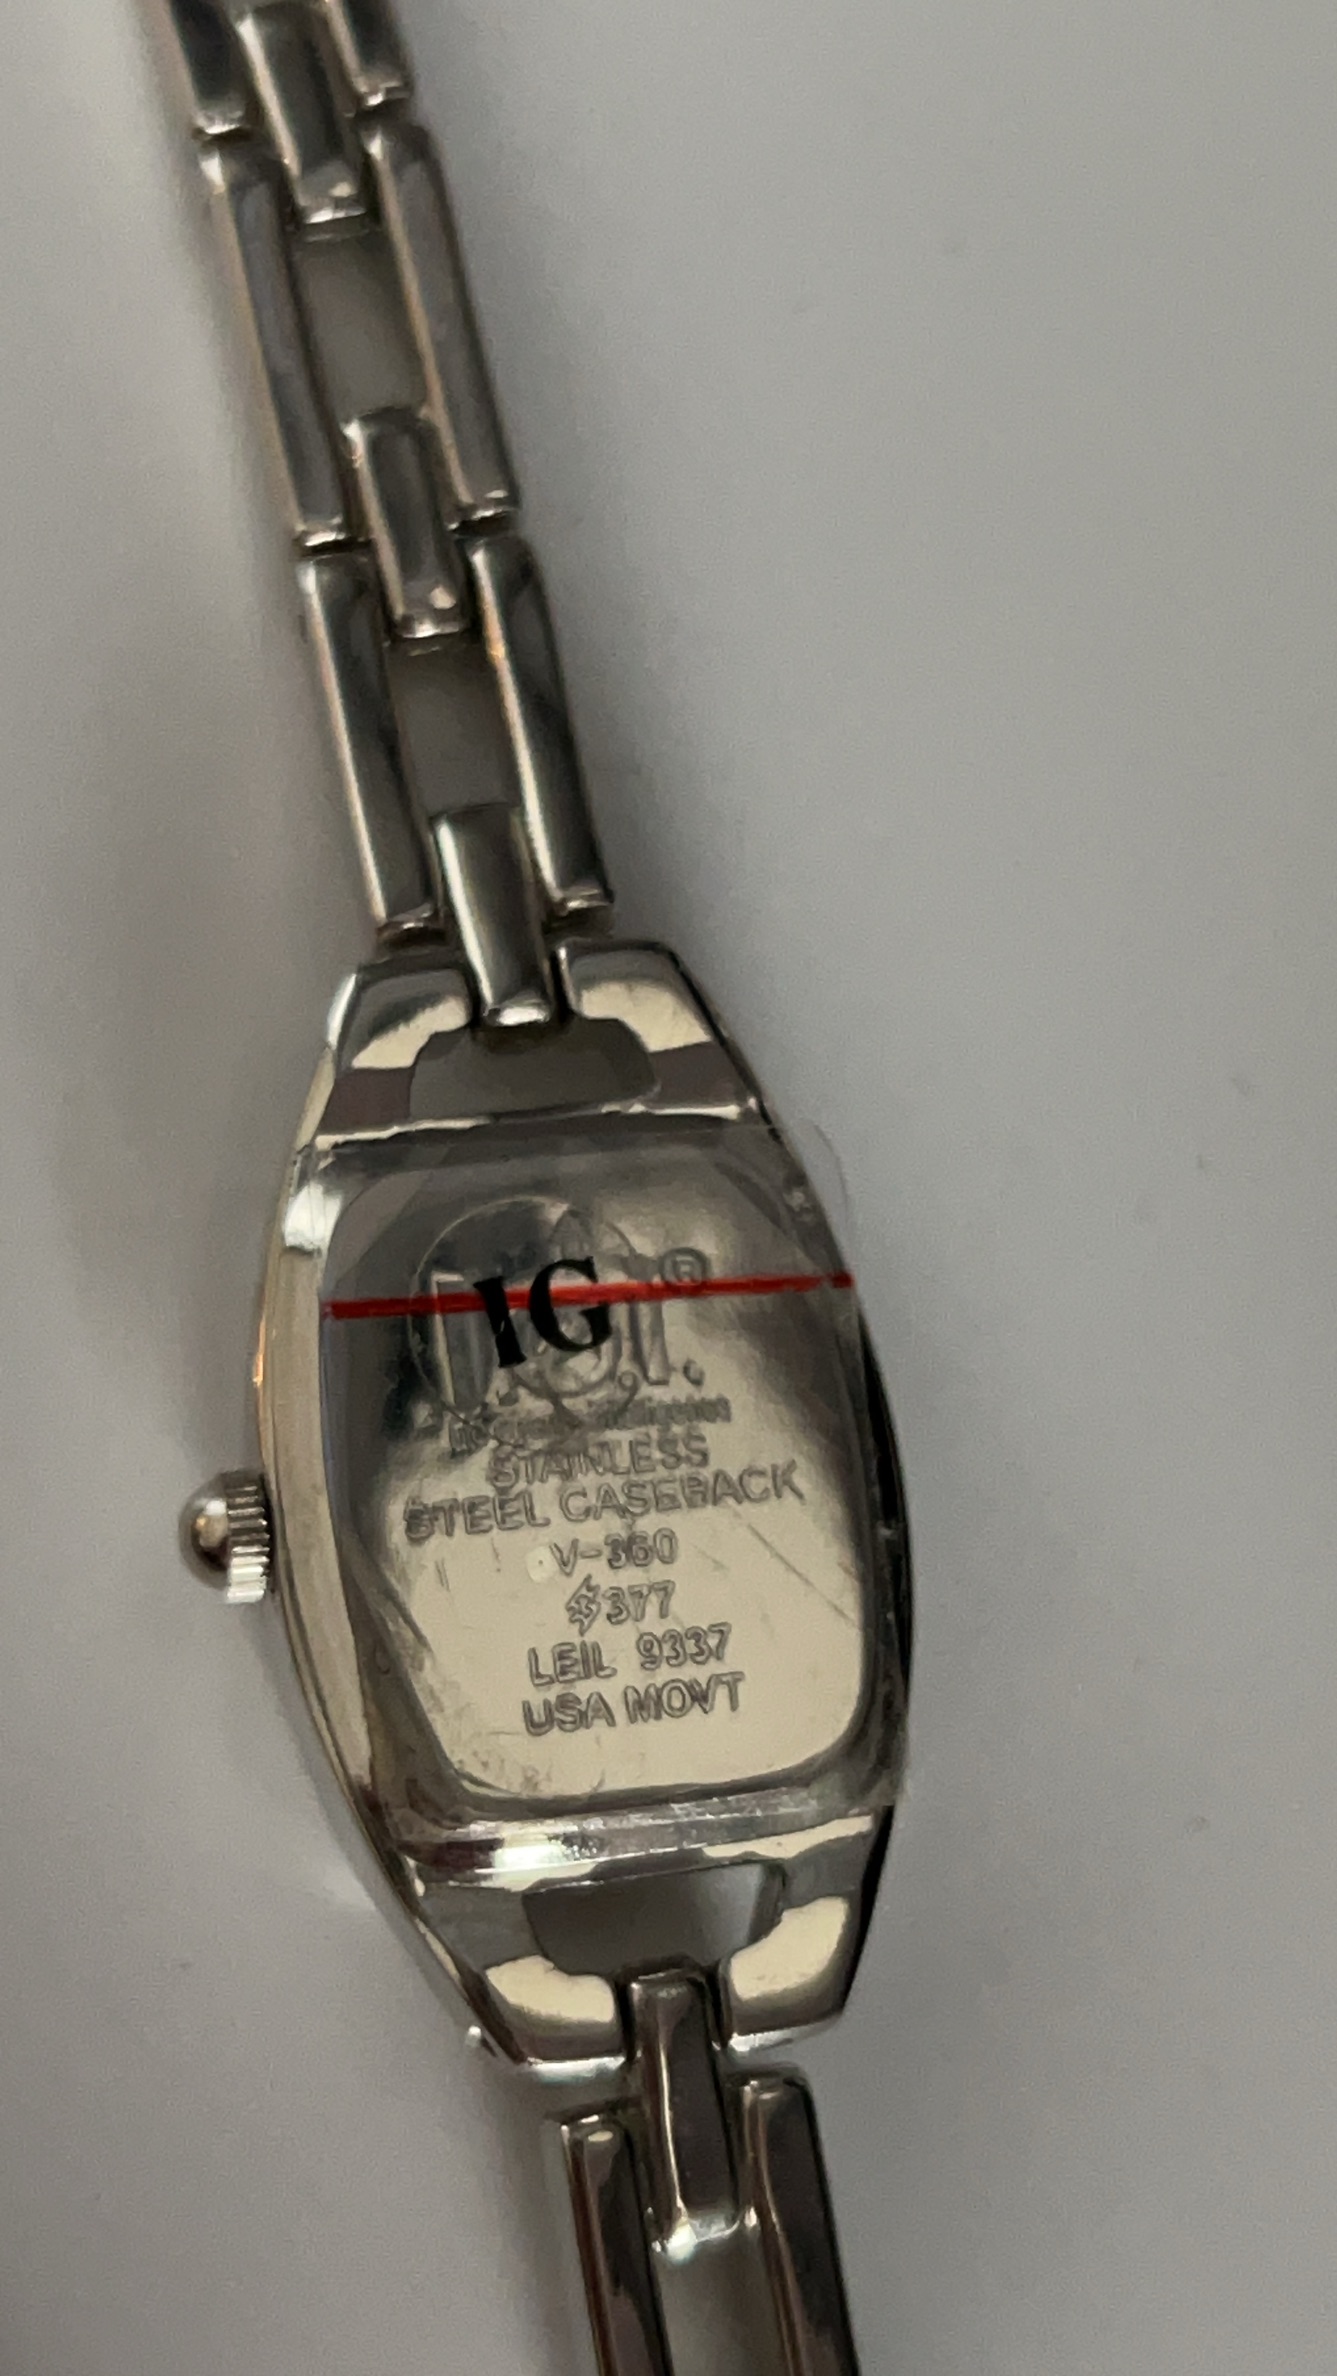 IG
®
STAINLESS
STEEL CASEBACK
V-360
377
LEIL 9337
USA MOVT